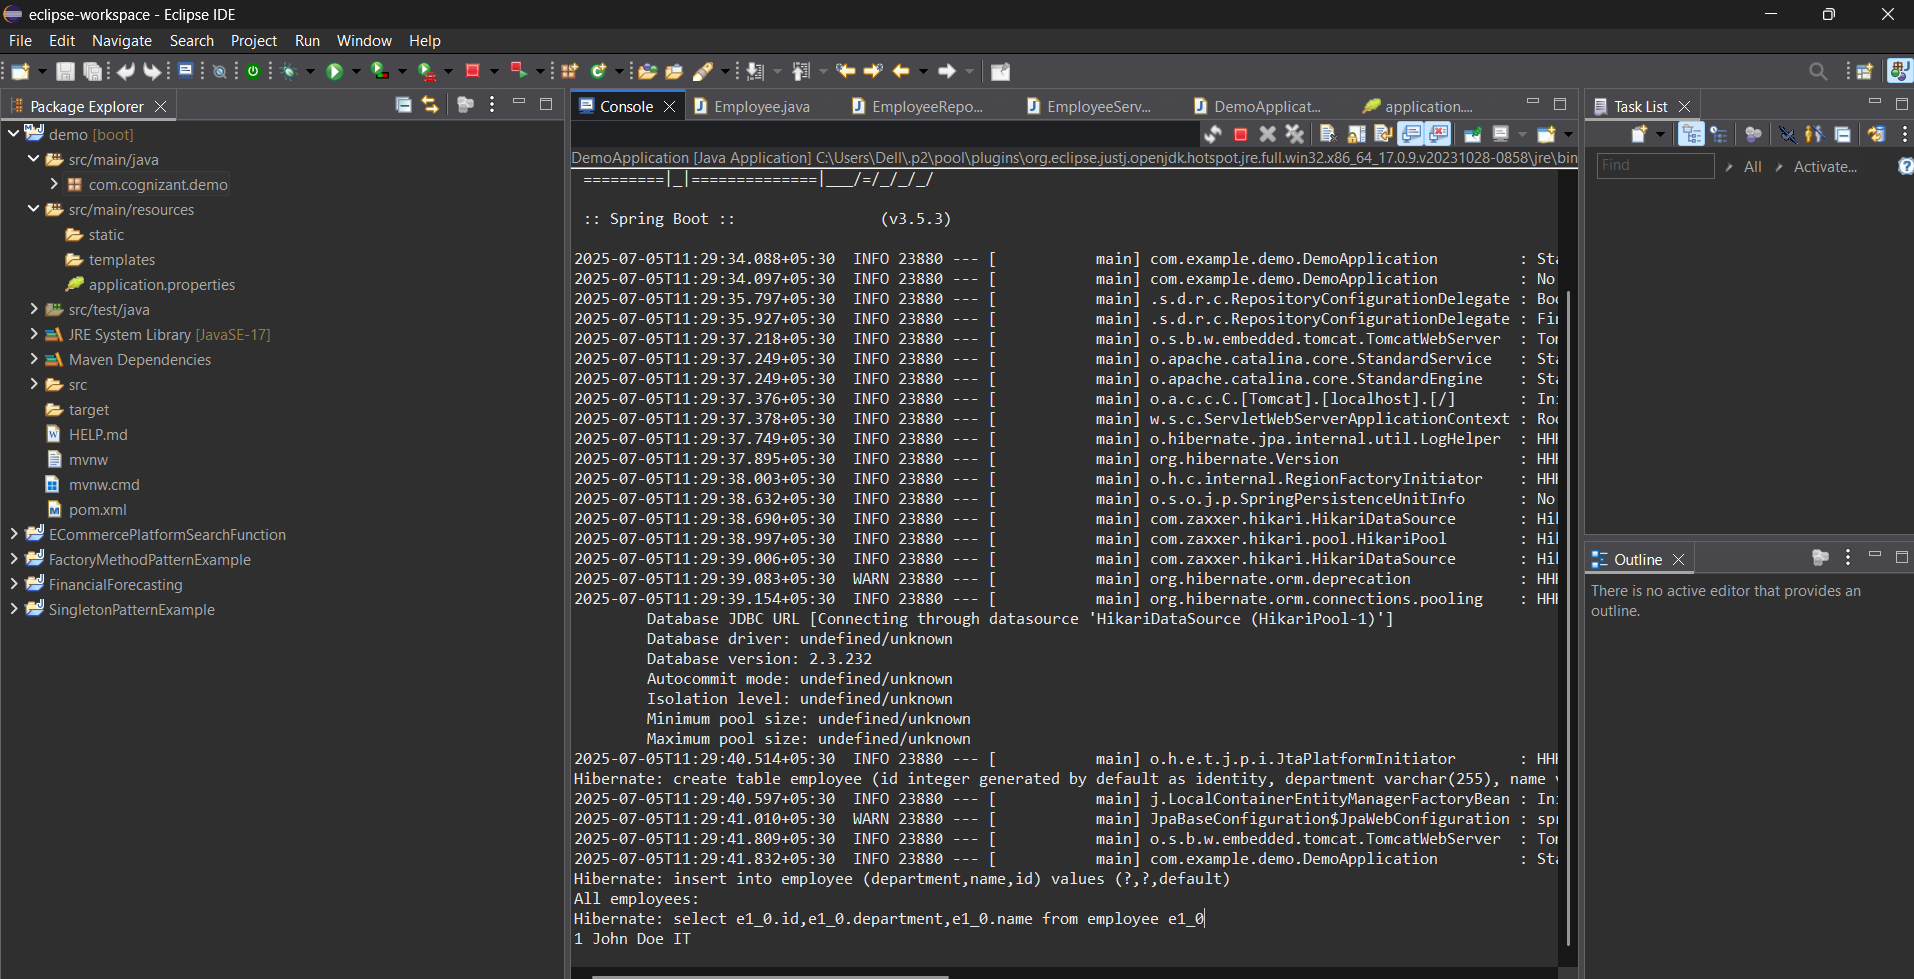 eclipse-workspace - Eclipse IDE
File Edit Navigate Search Project Run Window Help
Package Explorer
demo [boot]
src/main/java
com.cognizant.demo
src/main/resources
static
templates
application.properties
src/test/java
JRE System Library [JavaSE-17]
Maven Dependencies
src
target
HELP.md
mvnw
mvnw.cmd
pom.xml
ECommercePlatformSearchFunction
FactoryMethodPatternExample
FinancialForecasting
SingletonPatternExample
Console Employee.java EmployeeRepo... EmployeeServ... DemoApplicat... application....
DemoApplication [Java Application] C:\Users\Dell\.p2\pool\plugins\org.eclipse.justj.openjdk.hotspot.jre.full.win32.x86_64_17.0.9.v20231028-0858\jre\bin
=========|_|==============|___/=/_/_/_/
:: Spring Boot :: (v3.5.3)
2025-07-05T11:29:34.088+05:30 INFO 23880 --- [ main] com.example.demo.DemoApplication : Sta
2025-07-05T11:29:34.097+05:30 INFO 23880 --- [ main] com.example.demo.DemoApplication : No
2025-07-05T11:29:35.797+05:30 INFO 23880 --- [ main] .s.d.r.c.RepositoryConfigurationDelegate : Boo
2025-07-05T11:29:35.927+05:30 INFO 23880 --- [ main] .s.d.r.c.RepositoryConfigurationDelegate : Fin
2025-07-05T11:29:37.218+05:30 INFO 23880 --- [ main] o.s.b.w.embedded.tomcat.TomcatWebServer : Tom
2025-07-05T11:29:37.249+05:30 INFO 23880 --- [ main] o.apache.catalina.core.StandardService : Sta
2025-07-05T11:29:37.249+05:30 INFO 23880 --- [ main] o.apache.catalina.core.StandardEngine : Sta
2025-07-05T11:29:37.376+05:30 INFO 23880 --- [ main] o.a.c.c.C.[Tomcat].[localhost].[/] : Ini
2025-07-05T11:29:37.378+05:30 INFO 23880 --- [ main] w.s.c.ServletWebServerApplicationContext : Roo
2025-07-05T11:29:37.749+05:30 INFO 23880 --- [ main] o.hibernate.jpa.internal.util.LogHelper : HHH
2025-07-05T11:29:37.895+05:30 INFO 23880 --- [ main] org.hibernate.Version : HHH
2025-07-05T11:29:38.003+05:30 INFO 23880 --- [ main] o.h.c.internal.RegionFactoryInitiator : HHH
2025-07-05T11:29:38.632+05:30 INFO 23880 --- [ main] o.s.o.j.p.SpringPersistenceUnitInfo : No
2025-07-05T11:29:38.690+05:30 INFO 23880 --- [ main] com.zaxxer.hikari.HikariDataSource : Hik
2025-07-05T11:29:38.997+05:30 INFO 23880 --- [ main] com.zaxxer.hikari.pool.HikariPool : Hik
2025-07-05T11:29:39.006+05:30 INFO 23880 --- [ main] com.zaxxer.hikari.HikariDataSource : Hik
2025-07-05T11:29:39.083+05:30 WARN 23880 --- [ main] org.hibernate.orm.deprecation : HHH
2025-07-05T11:29:39.154+05:30 INFO 23880 --- [ main] org.hibernate.orm.connections.pooling : HHH
Database JDBC URL [Connecting through datasource 'HikariDataSource (HikariPool-1)']
Database driver: undefined/unknown
Database version: 2.3.232
Autocommit mode: undefined/unknown
Isolation level: undefined/unknown
Minimum pool size: undefined/unknown
Maximum pool size: undefined/unknown
2025-07-05T11:29:40.514+05:30 INFO 23880 --- [ main] o.h.e.t.j.p.i.JtaPlatformInitiator : HHH
Hibernate: create table employee (id integer generated by default as identity, department varchar(255), name v
2025-07-05T11:29:40.597+05:30 INFO 23880 --- [ main] j.LocalContainerEntityManagerFactoryBean : Ini
2025-07-05T11:29:41.010+05:30 WARN 23880 --- [ main] JpaBaseConfiguration$JpaWebConfiguration : spr
2025-07-05T11:29:41.809+05:30 INFO 23880 --- [ main] o.s.b.w.embedded.tomcat.TomcatWebServer : Tom
2025-07-05T11:29:41.832+05:30 INFO 23880 --- [ main] com.example.demo.DemoApplication : Sta
Hibernate: insert into employee (department,name,id) values (?,?,default)
All employees:
Hibernate: select e1_0.id,e1_0.department,e1_0.name from employee e1_0
1 John Doe IT
Task List
Find All Activate...
Outline
There is no active editor that provides an
outline.